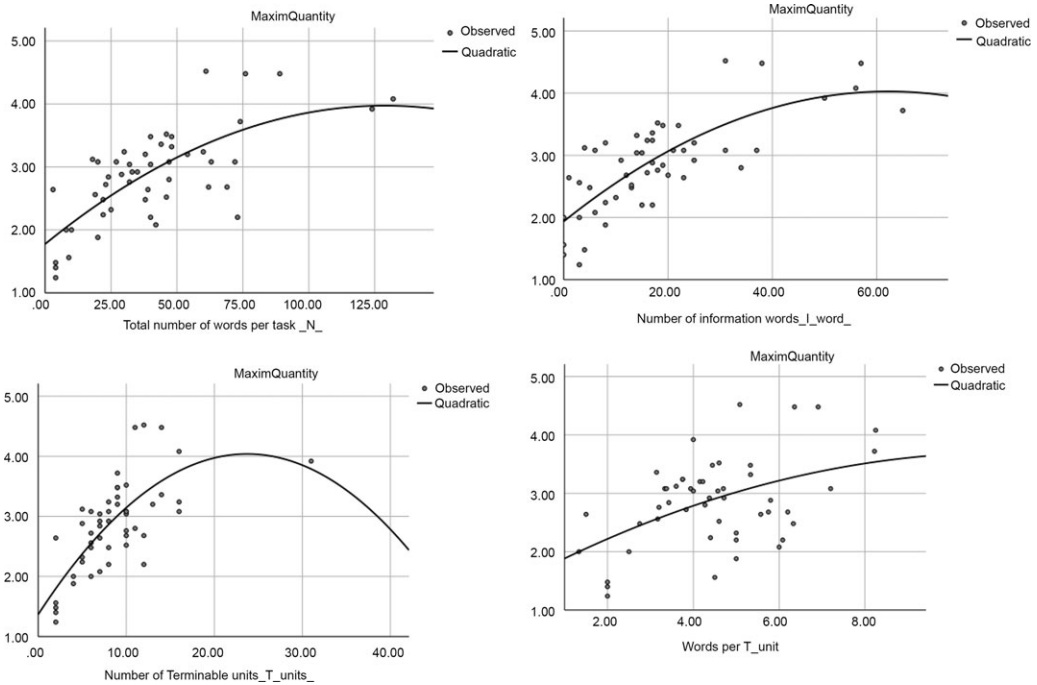 MaximQuantity
Observed
Quadratic
5.00
4.00
3.00
2.00
1.00
.00 25.00 50.00 75.00 100.00 125.00
Total number of words per task _N_
MaximQuantity
Observed
Quadratic
5.00
4.00
3.00
2.00
1.00
.00 20.00 40.00 60.00
Number of information words_I_word_
MaximQuantity
Observed
Quadratic
5.00
4.00
3.00
2.00
1.00
.00 10.00 20.00 30.00 40.00
Number of Terminable units_T_units_
MaximQuantity
Observed
Quadratic
5.00
4.00
3.00
2.00
1.00
2.00 4.00 6.00 8.00
Words per T_unit